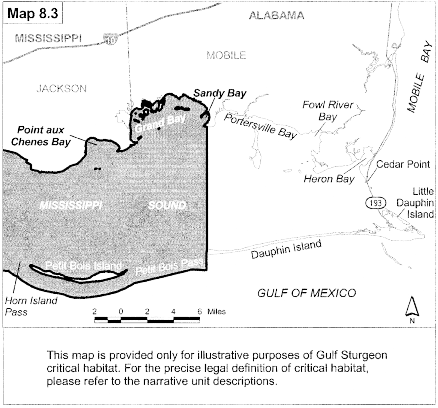 Map 8.3
ALABAMA
MISSISSIPPI
10
MOBILE
JACKSON
MOBILE BAY
Sandy Bay
Grand Bay
Portersville Bay
Fowl River
Bay
Point aux
Chenes Bay
Heron Bay
Cedar Point
Little
Dauphin
Island
193
MISSISSIPPI SOUND
Dauphin Island
Petit Bois Island
Petit Bois Pass
Horn Island
Pass
GULF OF MEXICO
2 0 2 4 6 Miles
N
This map is provided only for illustrative purposes of Gulf Sturgeon
critical habitat. For the precise legal definition of critical habitat,
please refer to the narrative unit descriptions.